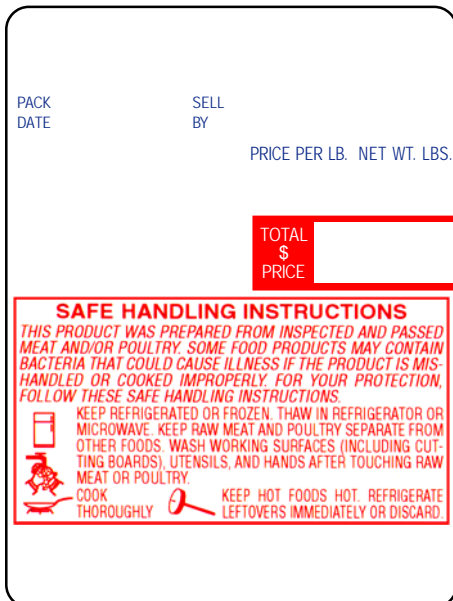 PACK SELL
DATE BY
PRICE PER LB. NET WT. LBS.
TOTAL
$
PRICE
SAFE HANDLING INSTRUCTIONS
THIS PRODUCT WAS PREPARED FROM INSPECTED AND PASSED
MEAT AND/OR POULTRY. SOME FOOD PRODUCTS MAY CONTAIN
BACTERIA THAT COULD CAUSE ILLNESS IF THE PRODUCT IS MIS-
HANDLED OR COOKED IMPROPERLY. FOR YOUR PROTECTION,
FOLLOW THESE SAFE HANDLING INSTRUCTIONS.
KEEP REFRIGERATED OR FROZEN. THAW IN REFRIGERATOR OR
MICROWAVE. KEEP RAW MEAT AND POULTRY SEPARATE FROM
OTHER FOODS. WASH WORKING SURFACES (INCLUDING CUT-
TING BOARDS), UTENSILS, AND HANDS AFTER TOUCHING RAW
MEAT OR POULTRY.
COOK
THOROUGHLY
KEEP HOT FOODS HOT. REFRIGERATE
LEFTOVERS IMMEDIATELY OR DISCARD.